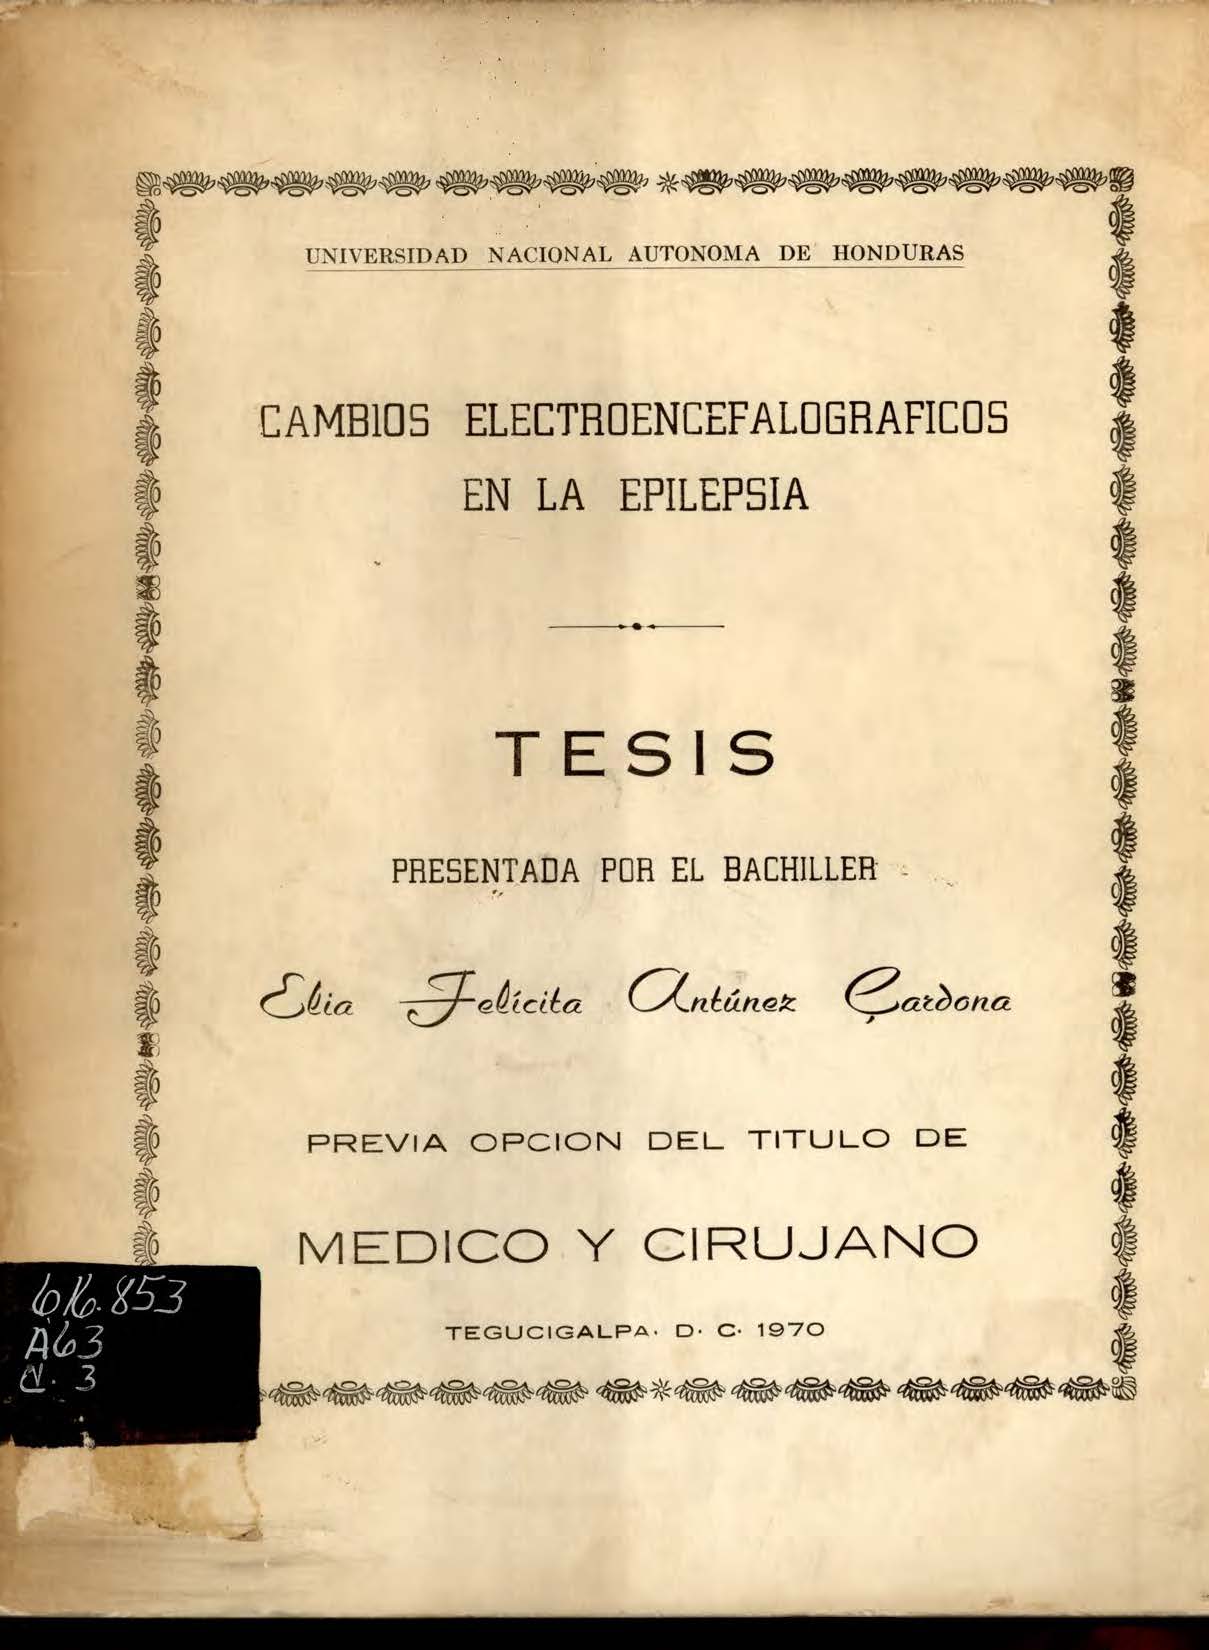 UNIVERSIDAD NACIONAL AUTONOMA DE HONDURAS
CAMBIOS ELECTROENCEFALOGRAFICOS
EN LA EPILEPSIA
TESIS
PRESENTADA POR EL BACHILLER
Elia Felícita Antúnez Cardona
PREVIA OPCION DEL TITULO DE
MEDICO Y CIRUJANO
TEGUCIGALPA, D. C. 1970
616.853
A63
C. 3